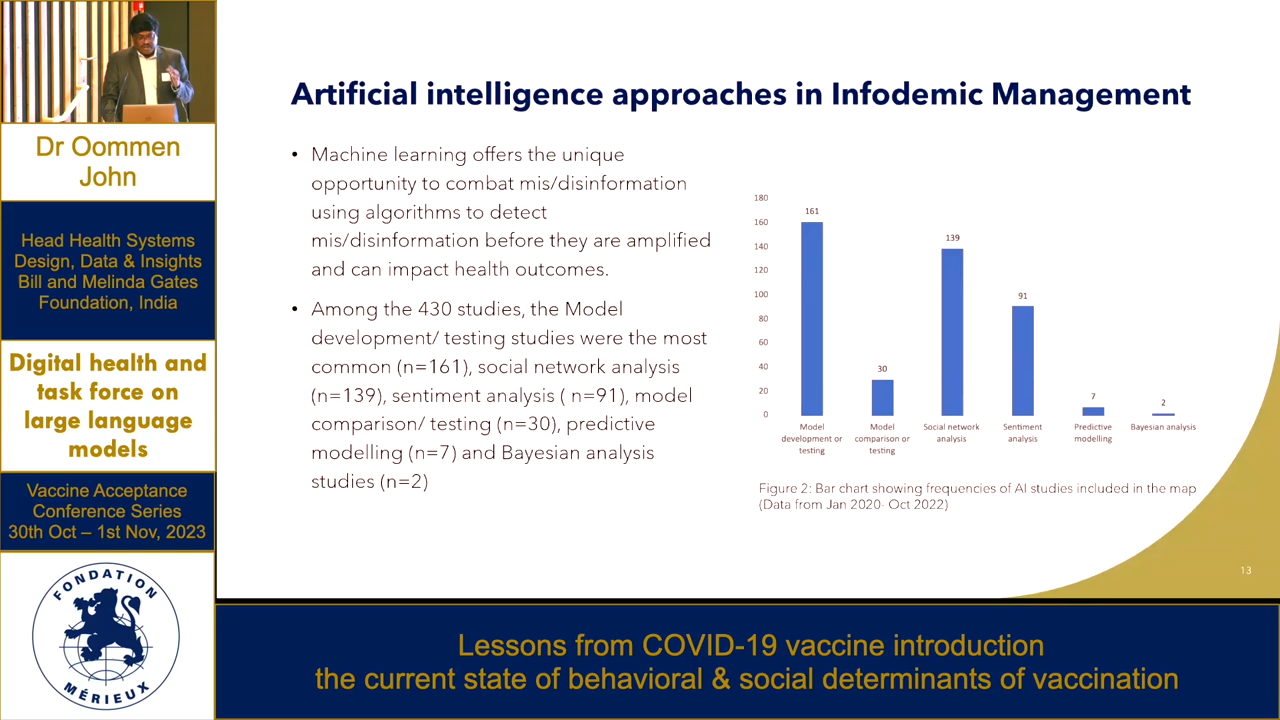 Dr Oommen
John
Head Health Systems
Design, Data & Insights
Bill and Melinda Gates
Foundation, India
Digital health and
task force on
large language
models
Vaccine Acceptance
Conference Series
30th Oct – 1st Nov, 2023
FONDATION
MÉRIEUX
Artificial intelligence approaches in Infodemic Management
• Machine learning offers the unique
opportunity to combat mis/disinformation
using algorithms to detect
mis/disinformation before they are amplified
and can impact health outcomes.
• Among the 430 studies, the Model
development/ testing studies were the most
common (n=161), social network analysis
(n=139), sentiment analysis ( n=91), model
comparison/ testing (n=30), predictive
modelling (n=7) and Bayesian analysis
studies (n=2)
180
160
140
120
100
80
60
40
20
0
161
30
139
91
7
2
Model
development or
testing
Model
comparison or
testing
Social network
analysis
Sentiment
analysis
Predictive
modelling
Bayesian analysis
Figure 2: Bar chart showing frequencies of AI studies included in the map
(Data from Jan 2020- Oct 2022)
13
Lessons from COVID-19 vaccine introduction
the current state of behavioral & social determinants of vaccination